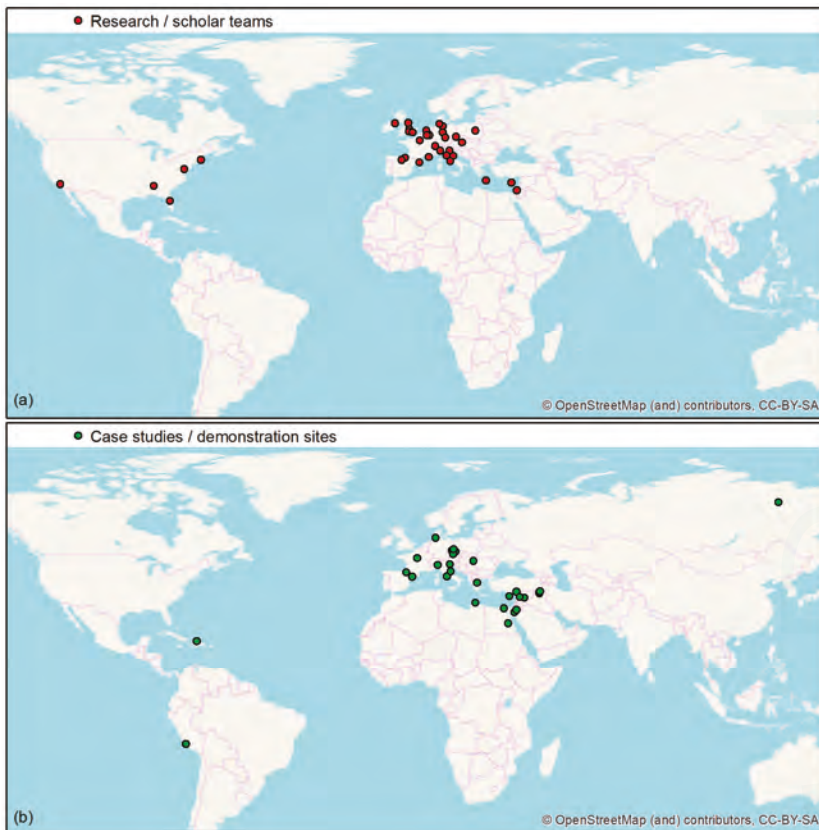 Research / scholar teams
(a)
© OpenStreetMap (and) contributors, CC-BY-SA
Case studies / demonstration sites
(b)
© OpenStreetMap (and) contributors, CC-BY-SA